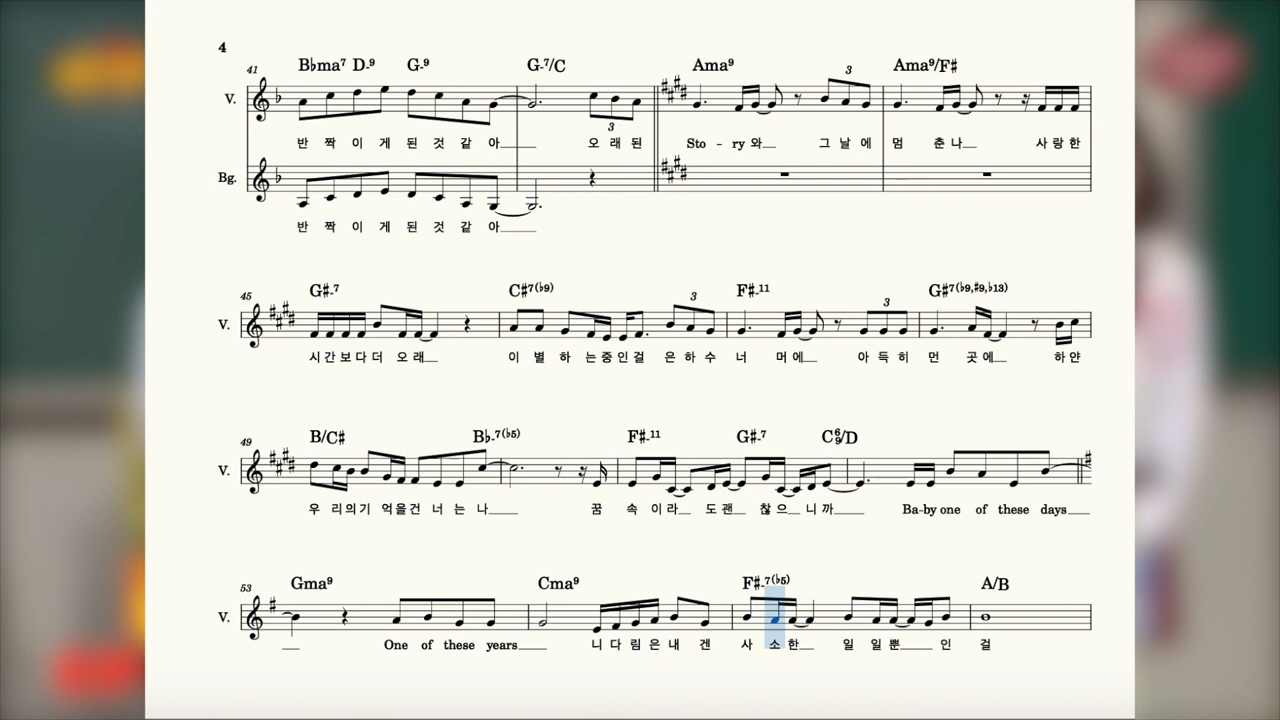 4
41
B♭ma7 D-9 G-9 G-7/C Ama9 Ama9/F#
3 3
V.
3
반 짝 이 게 된 것 같 아 오 래 된 Sto - ry 와 그 날 에 멈 춘 나 사 랑 한
Bg.
반 짝 이 게 된 것 같 아
G#-7 C#7(♭9) F#-11 G#7(♭9,#9,♭13)
45
3 3
V.
시 간 보 다 더 오 래 이 별 하 는 중 인 걸 은 하 수 너 머 에 아 득 히 먼 곳 에 하 얀
B/C# B♭-7(♭5) F#-11 G#-7 C6/9/D
49
V.
우 리 의 기 억 을 건 너 는 나 꿈 속 이 라 도 괜 찮 으 니 까 Ba-by one of these days
Gma9 Cma9 F#-7(♭5) A/B
53
V.
One of these years 니 다 림 은 내 겐 사 소 한 일 일 뿐 인 걸